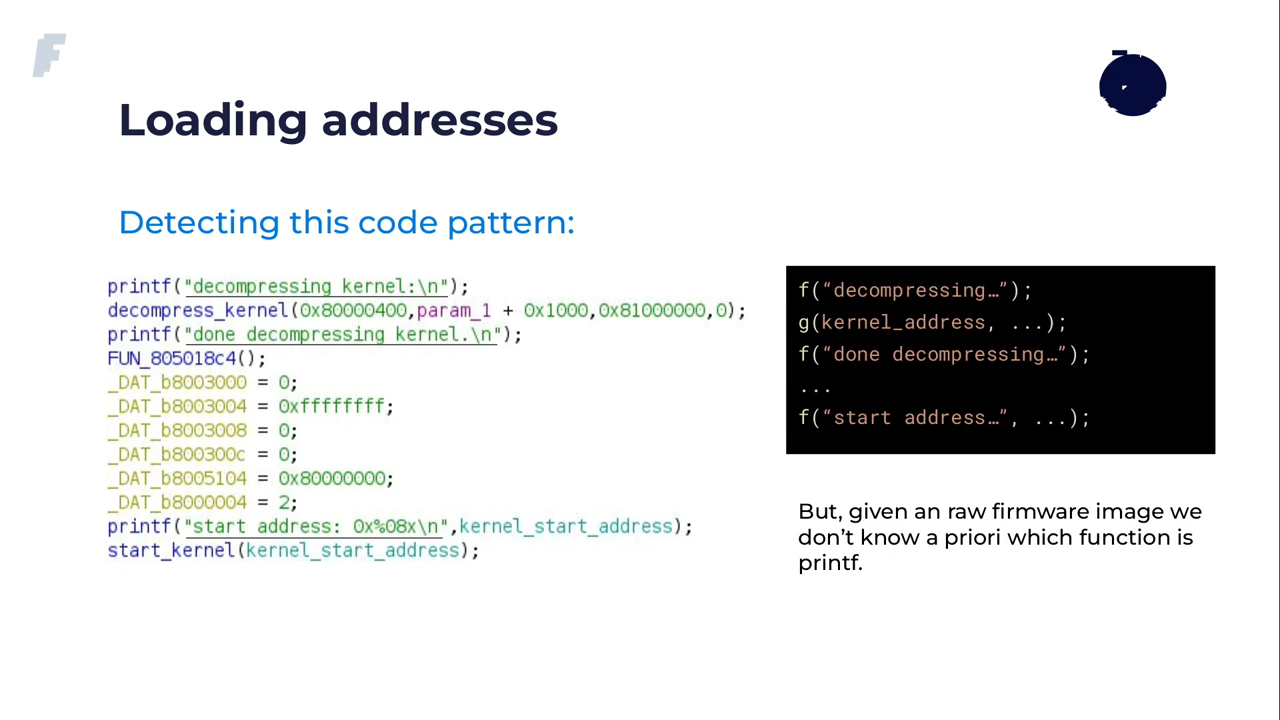 F
Loading addresses
Detecting this code pattern:
printf("decompressing kernel:\n");
decompress_kernel(0x80000400,param_1 + 0x1000,0x81000000,0);
printf("done decompressing kernel.\n");
FUN_805018c4();
_DAT_b8003000 = 0;
_DAT_b8003004 = 0xffffffff;
_DAT_b8003008 = 0;
_DAT_b800300c = 0;
_DAT_b8005104 = 0x80000000;
_DAT_b8000004 = 2;
printf("start address: 0x%08x\n",kernel_start_address);
start_kernel(kernel_start_address);
f(“decompressing…”);
g(kernel_address, ...);
f(“done decompressing…”);
...
f(“start address…”, ...);
But, given an raw firmware image we
don’t know a priori which function is
printf.